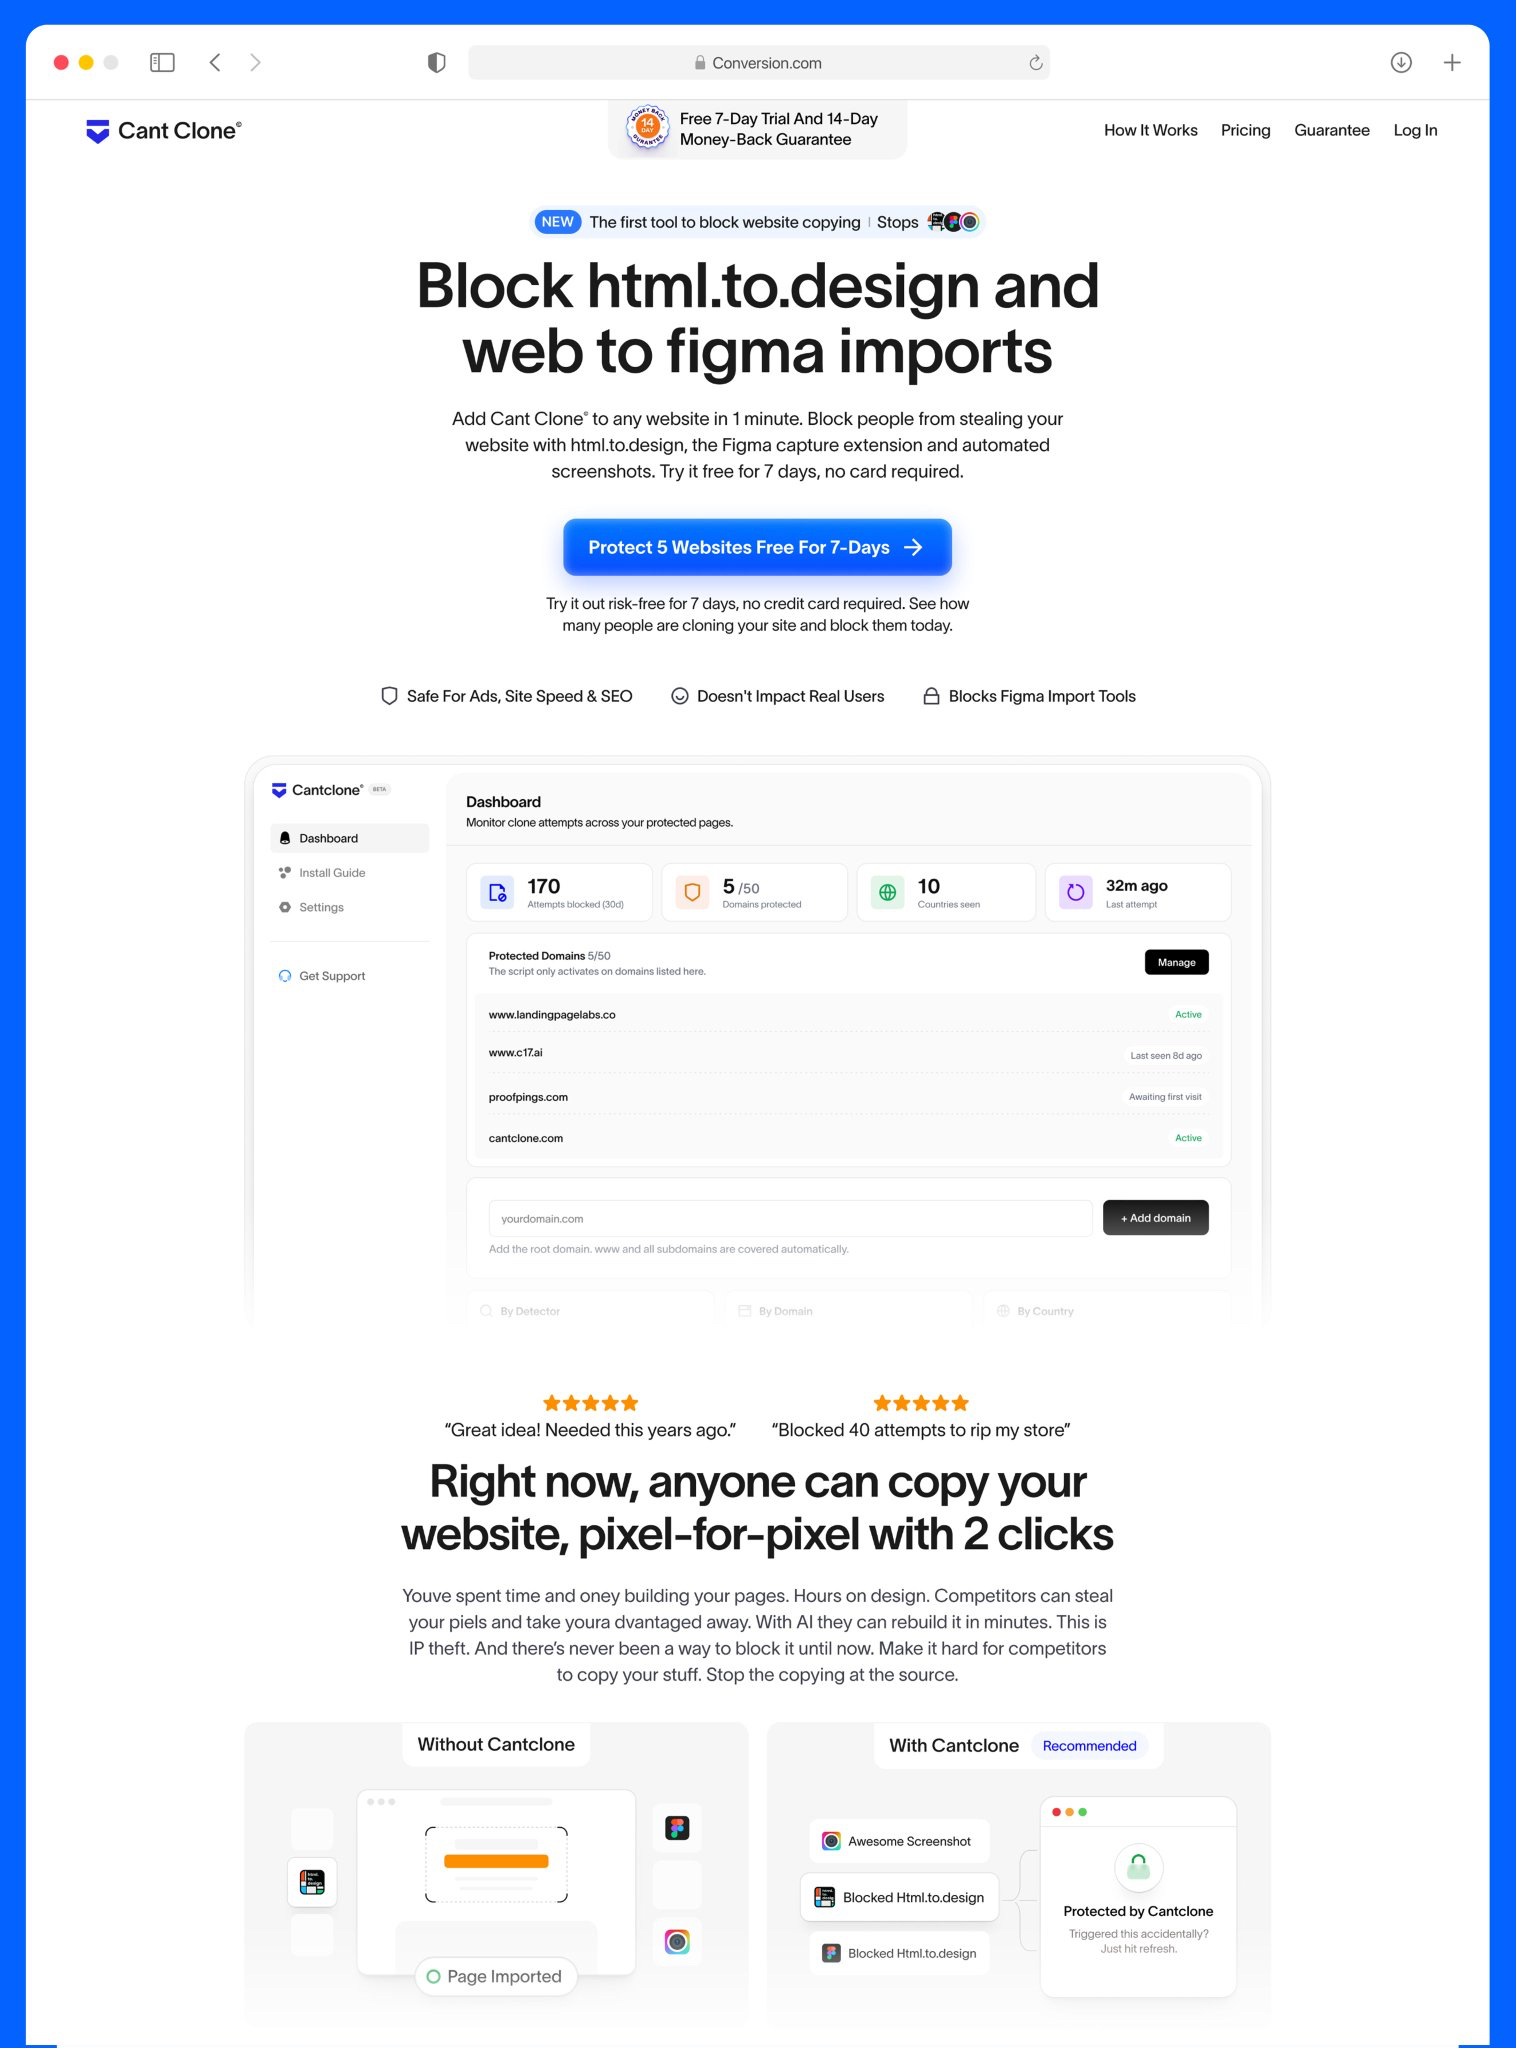 Conversion.com
Cant Clone®
MONEY BACK
14
DAY
GURANTEE
Free 7-Day Trial And 14-Day
Money-Back Guarantee
How It Works
Pricing
Guarantee
Log In
NEW
The first tool to block website copying | Stops
Block html.to.design and
web to figma imports
Add Cant Clone® to any website in 1 minute. Block people from stealing your
website with html.to.design, the Figma capture extension and automated
screenshots. Try it free for 7 days, no card required.
Protect 5 Websites Free For 7-Days →
Try it out risk-free for 7 days, no credit card required. See how
many people are cloning your site and block them today.
Safe For Ads, Site Speed & SEO
Doesn't Impact Real Users
Blocks Figma Import Tools
Cantclone®
BETA
Dashboard
Install Guide
Settings
Get Support
Dashboard
Monitor clone attempts across your protected pages.
170
Attempts blocked (30d)
5 /50
Domains protected
10
Countries seen
32m ago
Last attempt
Protected Domains 5/50
The script only activates on domains listed here.
Manage
www.landingpagelabs.co
Active
www.c17.ai
Last seen 8d ago
proofpings.com
Awaiting first visit
cantclone.com
Active
yourdomain.com
+ Add domain
Add the root domain. www and all subdomains are covered automatically.
By Detector
By Domain
By Country
“Great idea! Needed this years ago.”
“Blocked 40 attempts to rip my store”
Right now, anyone can copy your
website, pixel-for-pixel with 2 clicks
Youve spent time and oney building your pages. Hours on design. Competitors can steal
your piels and take youra dvantaged away. With AI they can rebuild it in minutes. This is
IP theft. And there’s never been a way to block it until now. Make it hard for competitors
to copy your stuff. Stop the copying at the source.
Without Cantclone
html.
to.
design
Page Imported
With Cantclone
Recommended
Awesome Screenshot
Blocked Html.to.design
Blocked Html.to.design
Protected by Cantclone
Triggered this accidentally?
Just hit refresh.